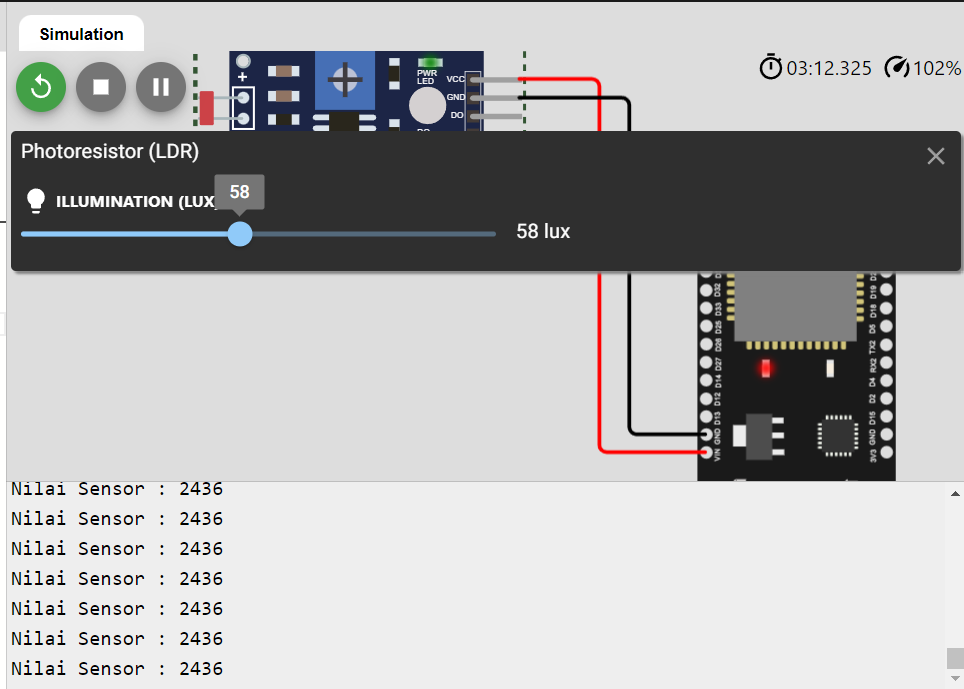 Simulation
03:12.325 102%
PWR
LED
VCC
GND
DO
+
Photoresistor (LDR)
58
ILLUMINATION (LUX
58 lux
D32 D19
D33 D18
D25 D5
D26 TX2
D27 RX2
D14 D4
D12 D2
D13 D15
GND GND
VIN 3V3
Nilai Sensor : 2436
Nilai Sensor : 2436
Nilai Sensor : 2436
Nilai Sensor : 2436
Nilai Sensor : 2436
Nilai Sensor : 2436
Nilai Sensor : 2436